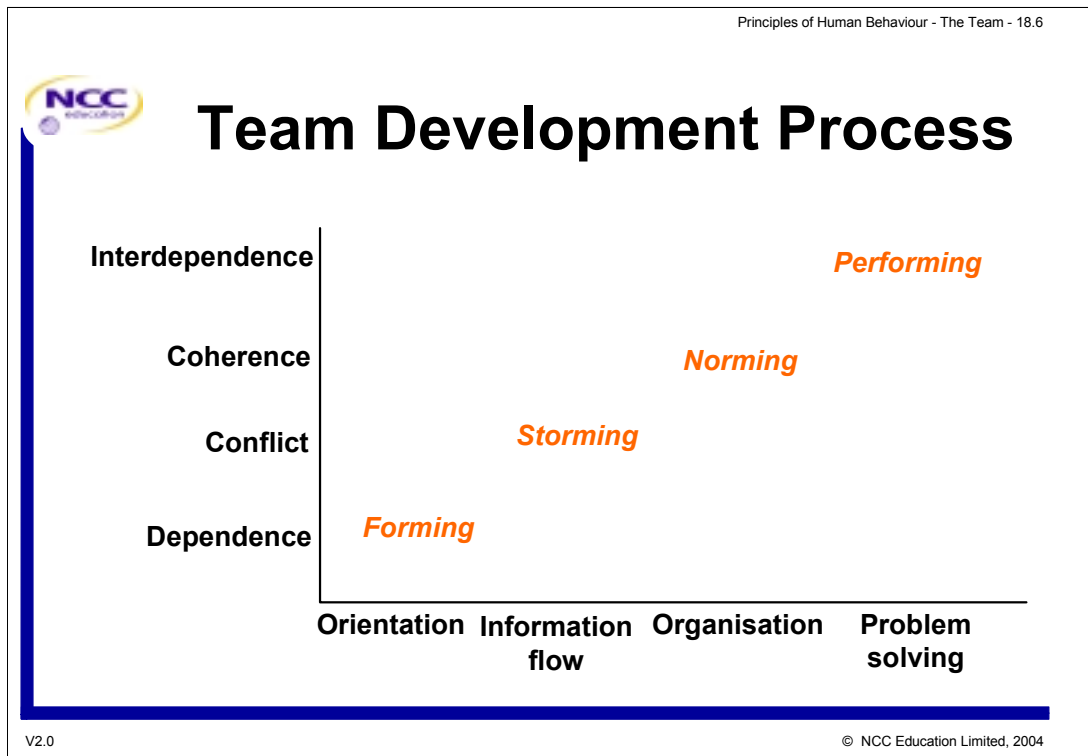 Principles of Human Behaviour - The Team - 18.6
NCC
education
Team Development Process
Interdependence
Performing
Coherence
Norming
Conflict
Storming
Dependence
Forming
Orientation
Information
flow
Organisation
Problem
solving
V2.0
© NCC Education Limited, 2004